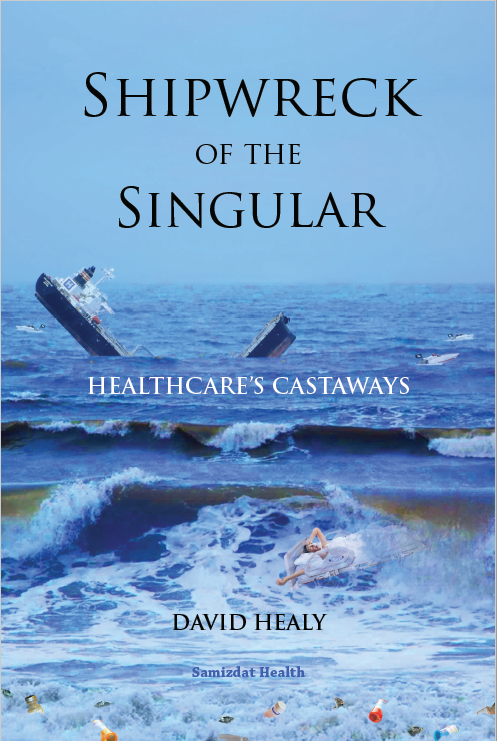 SHIPWRECK
OF THE
SINGULAR
HEALTHCARE'S CASTAWAYS
DAVID HEALY
Samizdat Health